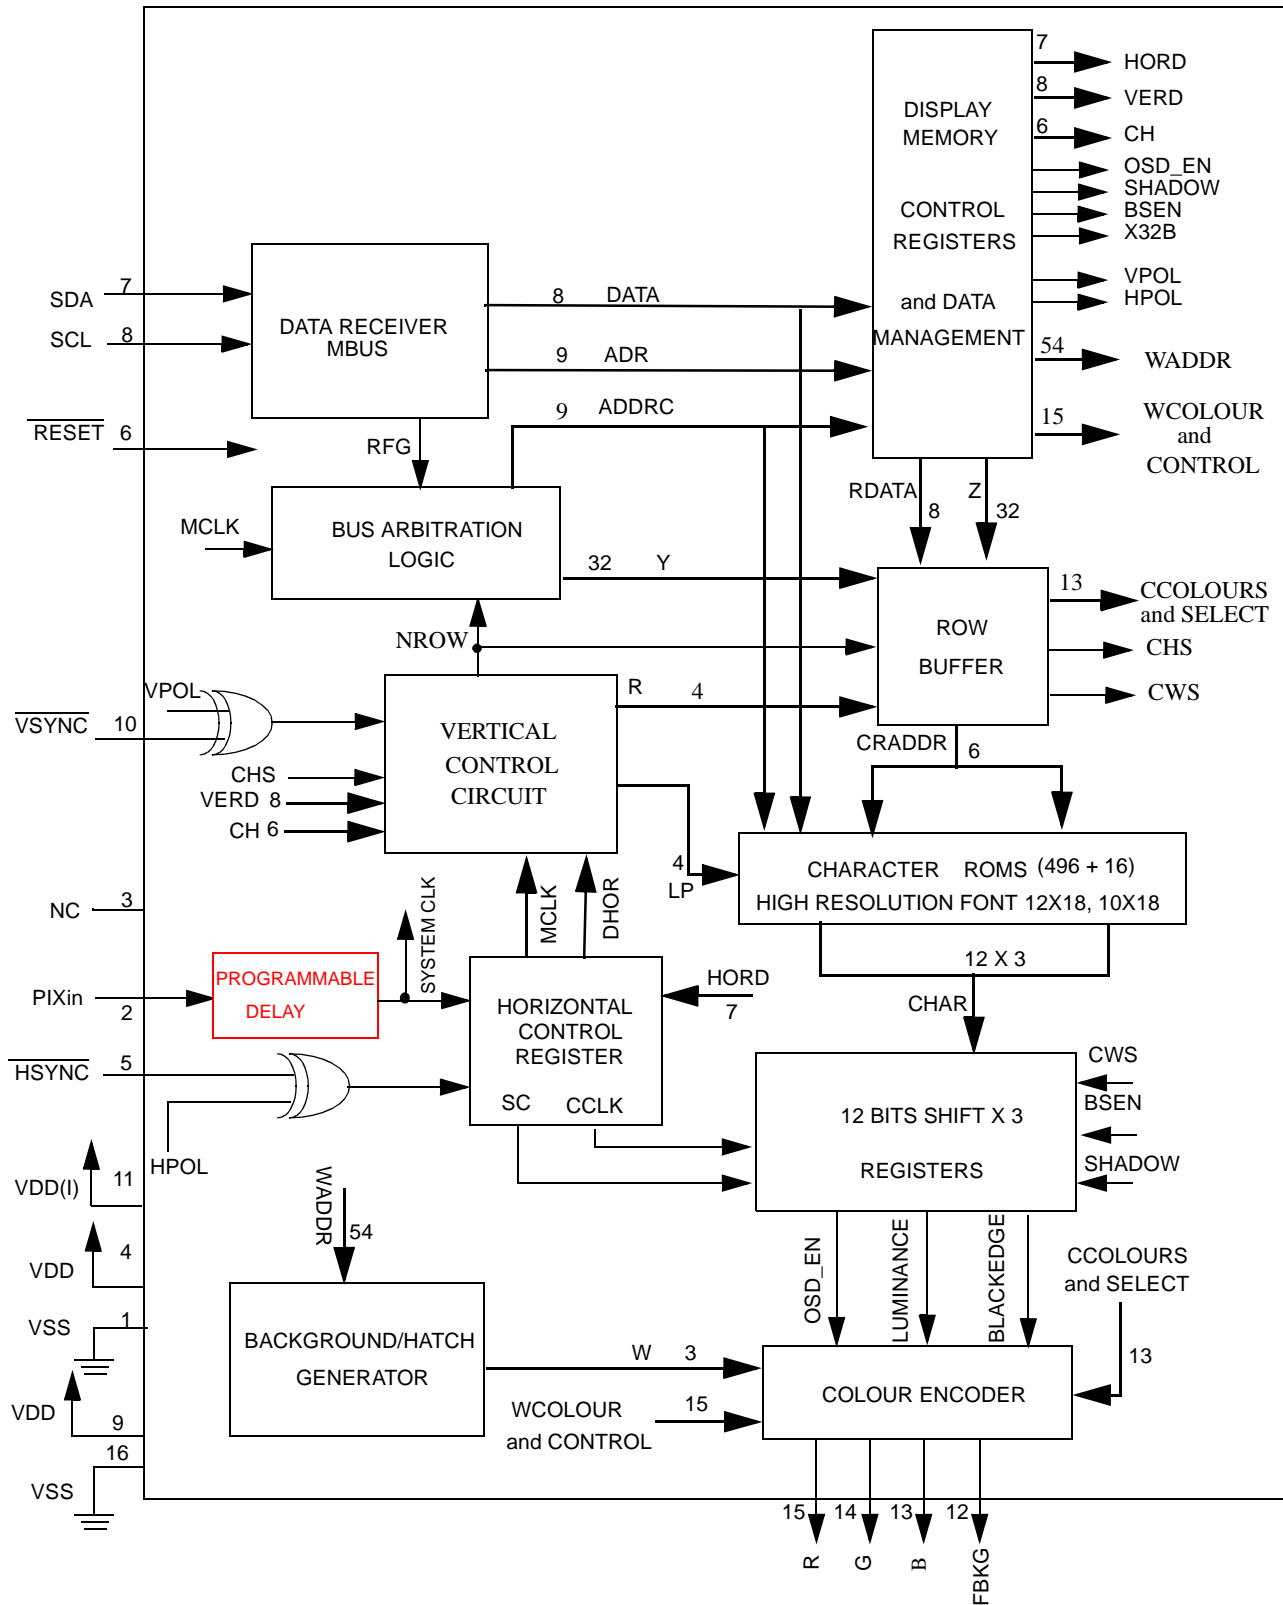 7
HORD
8
VERD
DISPLAY
MEMORY
6
CH
OSD_EN
SHADOW
CONTROL
BSEN
REGISTERS
X32B
VPOL
and DATA
HPOL
MANAGEMENT
54
WADDR
15
WCOLOUR
and
CONTROL
SDA
7
SCL
8
DATA RECEIVER
MBUS
8
DATA
9
ADR
9
ADDRC
RESET
6
RFG
RDATA
8
Z
32
MCLK
BUS ARBITRATION
LOGIC
32
Y
13
CCOLOURS
and SELECT
ROW
BUFFER
CHS
CWS
NROW
R
4
VPOL
VSYNC
10
VERTICAL
CONTROL
CIRCUIT
CHS
VERD 8
CH 6
CRADDR
6
4
LP
CHARACTER ROMS (496 + 16)
HIGH RESOLUTION FONT 12X18, 10X18
NC
3
SYSTEM CLK
MCLK
DHOR
12 X 3
PIXin
2
PROGRAMMABLE
DELAY
HORIZONTAL
CONTROL
REGISTER
HORD
7
CHAR
HSYNC
5
SC
CCLK
HPOL
12 BITS SHIFT X 3
REGISTERS
CWS
BSEN
SHADOW
VDD(I)
11
WADDR
54
VDD
4
OSD_EN
LUMINANCE
BLACKEDGE
CCOLOURS
and SELECT
13
VSS
1
BACKGROUND/HATCH
GENERATOR
W
3
COLOUR ENCODER
VDD
9
WCOLOUR
and CONTROL
15
16
VSS
15
14
13
12
R
G
B
FBKG